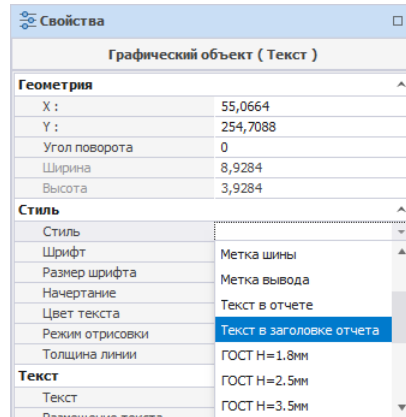 Свойства
Графический объект ( Текст )
Геометрия
X : 55,0664
Y : 254,7088
Угол поворота 0
Ширина 8,9284
Высота 3,9284
Стиль
Стиль
Шрифт
Размер шрифта
Начертание
Цвет текста
Режим отрисовки
Толщина линии
Текст
Текст
Размещение текста
Метка шины
Метка вывода
Текст в отчете
Текст в заголовке отчета
ГОСТ H=1.8мм
ГОСТ H=2.5мм
ГОСТ H=3.5мм